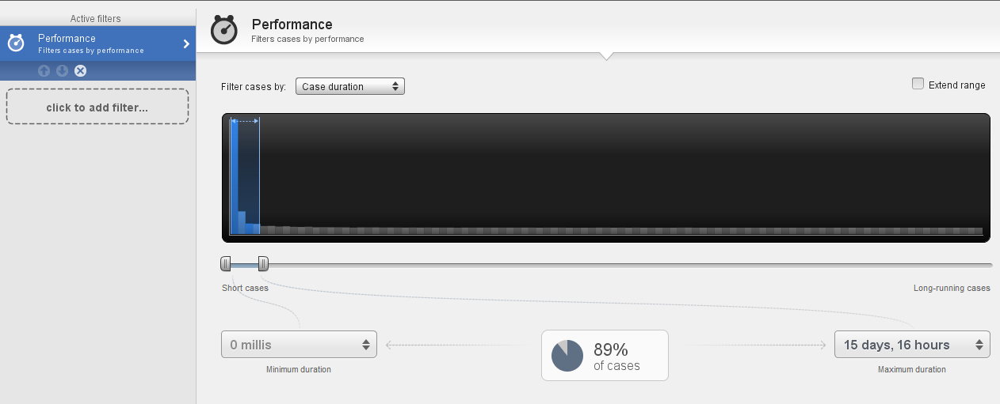 Active filters
Performance
Filters cases by performance
click to add filter...
Performance
Filters cases by performance
Filter cases by:
Case duration
Extend range
Short cases
Long-running cases
0 millis
Minimum duration
89%
of cases
15 days, 16 hours
Maximum duration